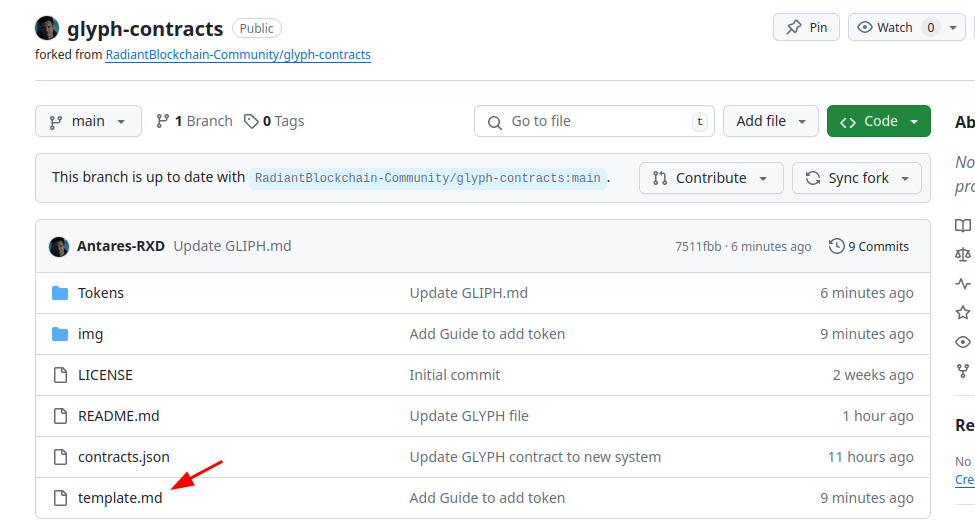 glyph-contracts Public Pin Watch 0
forked from RadiantBlockchain-Community/glyph-contracts
main 1 Branch 0 Tags Go to file t Add file Code Ab
No
pro
This branch is up to date with RadiantBlockchain-Community/glyph-contracts:main . Contribute Sync fork
Antares-RXD Update GLIPH.md 7511fbb · 6 minutes ago 9 Commits
Tokens Update GLIPH.md 6 minutes ago
img Add Guide to add token 9 minutes ago
LICENSE Initial commit 2 weeks ago
README.md Update GLYPH file 1 hour ago
Re
contracts.json Update GLYPH contract to new system 11 hours ago
No
Cre
template.md Add Guide to add token 9 minutes ago